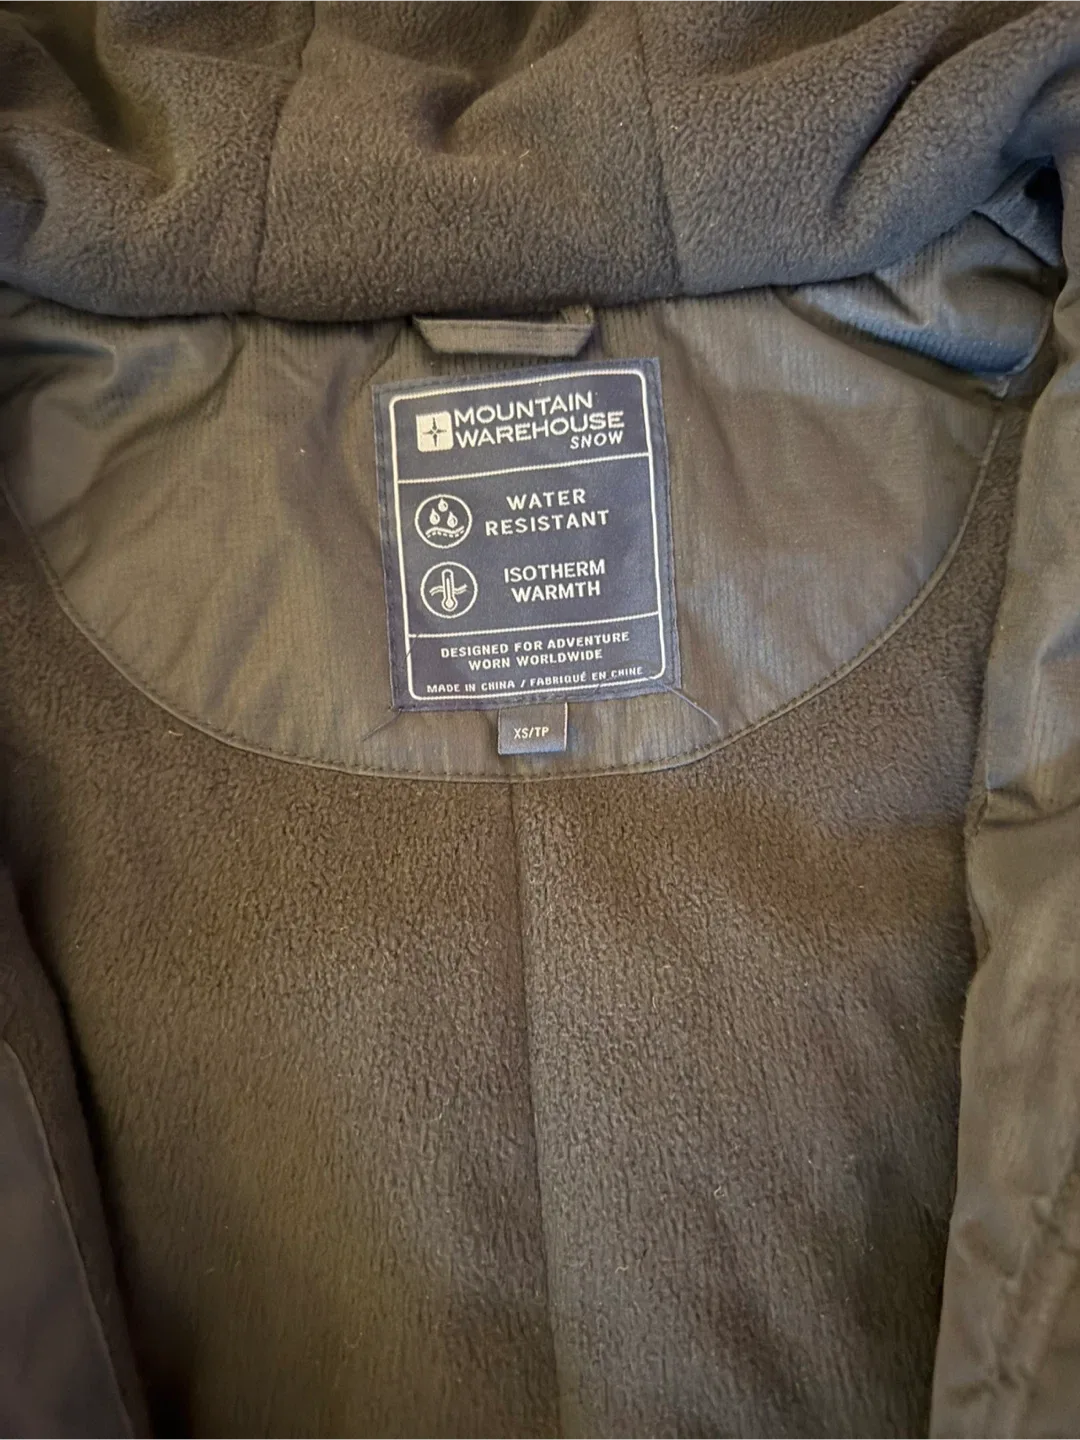 MOUNTAIN
WAREHOUSE
SNOW
WATER
RESISTANT
ISOTHERM
WARMTH
DESIGNED FOR ADVENTURE
WORN WORLDWIDE
MADE IN CHINA / FABRIQUÉ EN CHINE
XS/TP